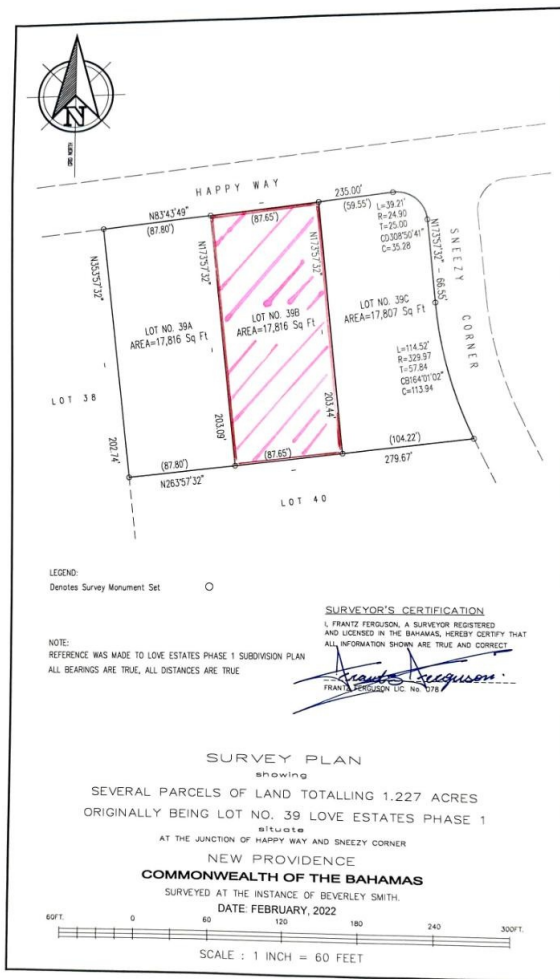 N
HAPPY WAY
235.00'
N83°43'49"
(87.80')
(87.65')
(59.55')
L=39.21'
R=24.90
T=25.00
CD308°50'41"
C=35.28
N353°57'32"
N173°57'32"
N173°57'32"
N173°57'32" - 66.55'
SNEEZY CORNER
LOT NO. 39A
AREA=17,816 Sq Ft
LOT NO. 39B
AREA=17,816 Sq Ft
LOT NO. 39C
AREA=17,807 Sq Ft
L=114.52'
R=329.97
T=57.84
CB164°01'02"
C=113.94
LOT 38
202.74'
203.09'
203.44'
(87.80')
(87.65')
(104.22')
N263°57'32"
279.67'
LOT 40
LEGEND:
Denotes Survey Monument Set
NOTE:
REFERENCE WAS MADE TO LOVE ESTATES PHASE 1 SUBDIVISION PLAN
ALL BEARINGS ARE TRUE, ALL DISTANCES ARE TRUE
SURVEYOR'S CERTIFICATION
I, FRANTZ FERGUSON, A SURVEYOR REGISTERED
AND LICENSED IN THE BAHAMAS, HEREBY CERTIFY THAT
ALL INFORMATION SHOWN ARE TRUE AND CORRECT
Frantz Ferguson
FRANTZ FERGUSON LIC. No. 078
SURVEY PLAN
showing
SEVERAL PARCELS OF LAND TOTALLING 1.227 ACRES
ORIGINALLY BEING LOT NO. 39 LOVE ESTATES PHASE 1
situate
AT THE JUNCTION OF HAPPY WAY AND SNEEZY CORNER
NEW PROVIDENCE
COMMONWEALTH OF THE BAHAMAS
SURVEYED AT THE INSTANCE OF BEVERLEY SMITH.
DATE: FEBRUARY, 2022
60FT. 0 60 120 180 240 300FT.
SCALE : 1 INCH = 60 FEET